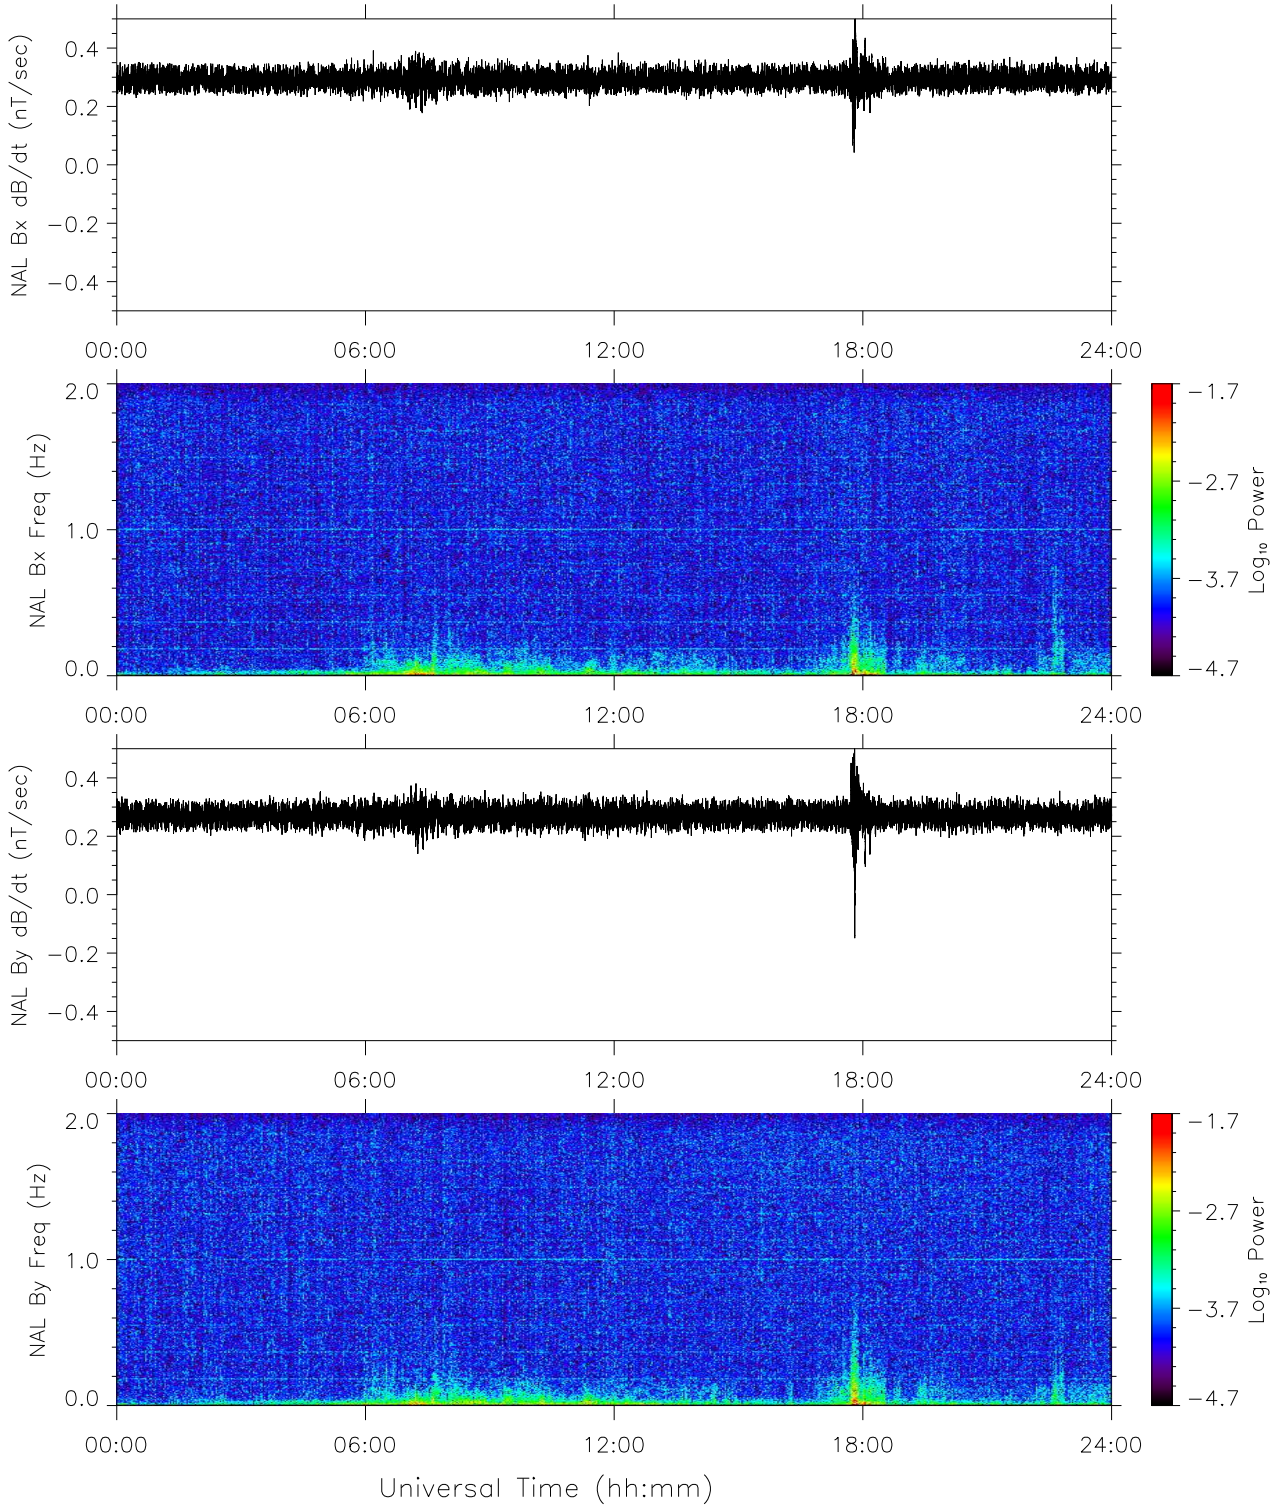 NAL Bx dB/dt (nT/sec)
0.4
0.2
0.0
−0.2
−0.4
00:00 06:00 12:00 18:00 24:00
NAL Bx Freq (Hz)
2.0
1.0
0.0
−1.7
−2.7
−3.7
−4.7
Log₁₀ Power
00:00 06:00 12:00 18:00 24:00
NAL By dB/dt (nT/sec)
0.4
0.2
0.0
−0.2
−0.4
00:00 06:00 12:00 18:00 24:00
NAL By Freq (Hz)
2.0
1.0
0.0
−1.7
−2.7
−3.7
−4.7
Log₁₀ Power
00:00 06:00 12:00 18:00 24:00
Universal Time (hh:mm)